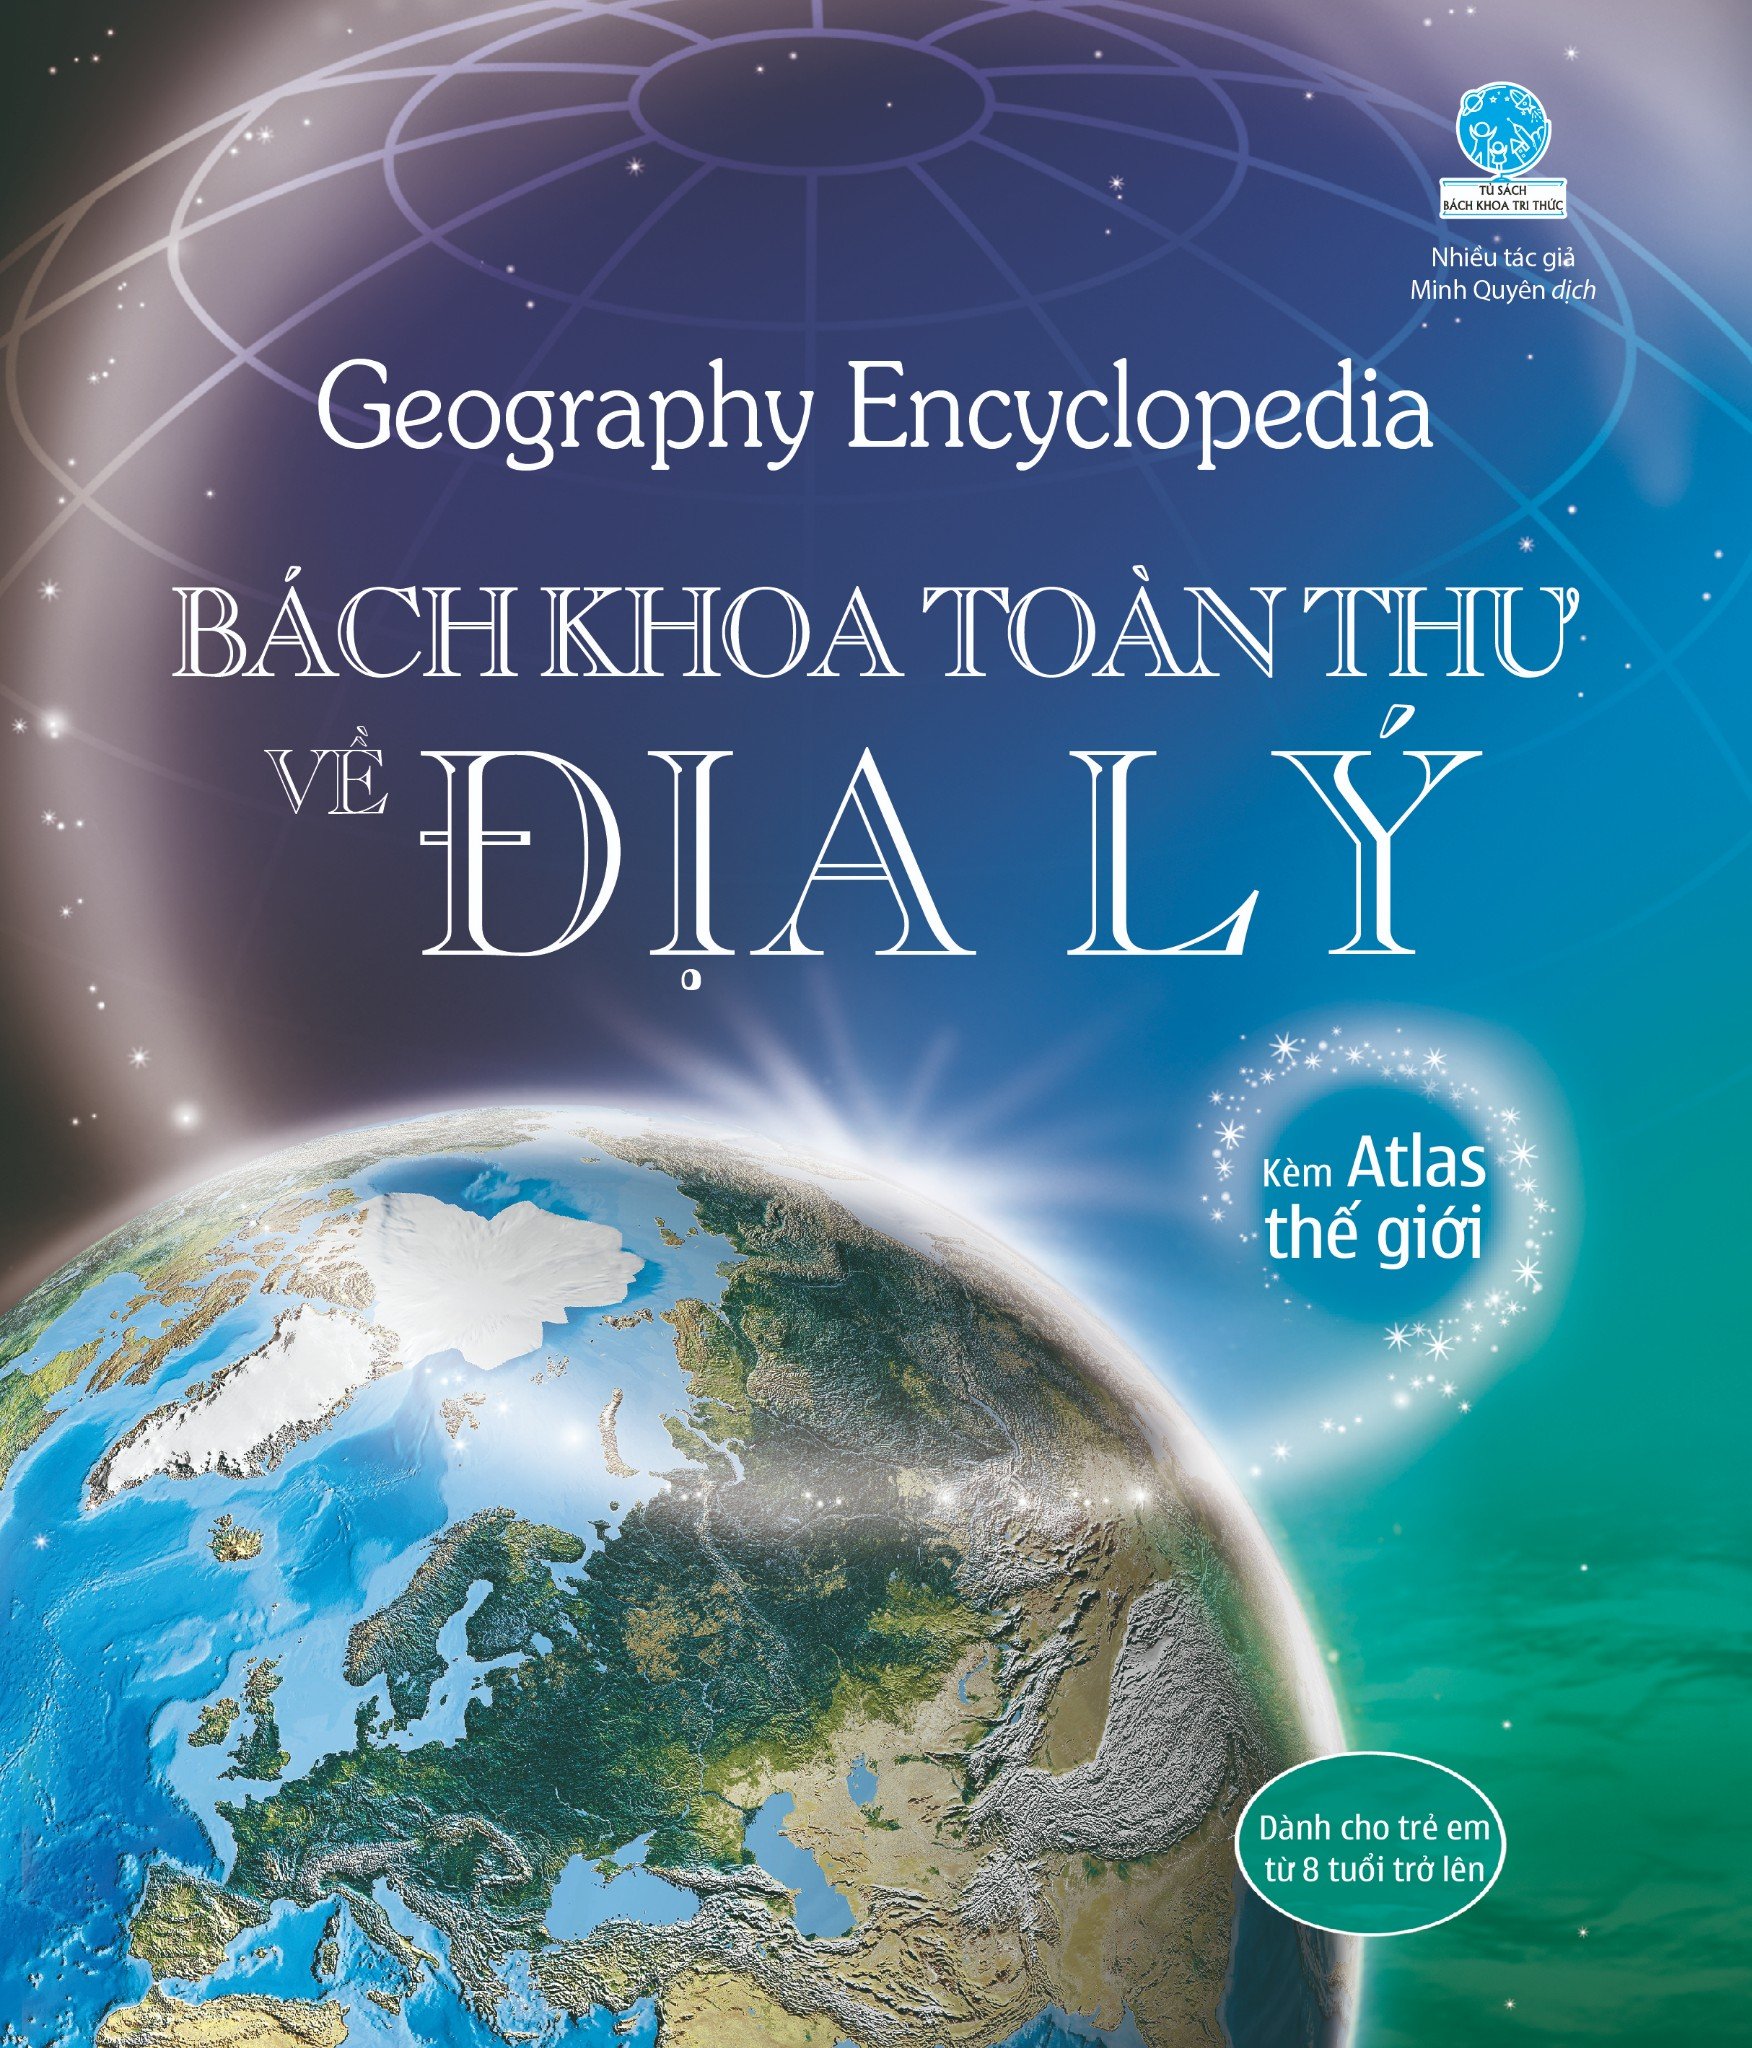 TỦ SÁCH
BÁCH KHOA TRI THỨC
Nhiều tác giả
Minh Quyên dịch
Geography Encyclopedia
BÁCH KHOA TOÀN THƯ
VỀ ĐỊA LÝ
Kèm Atlas
thế giới
Dành cho trẻ em
từ 8 tuổi trở lên